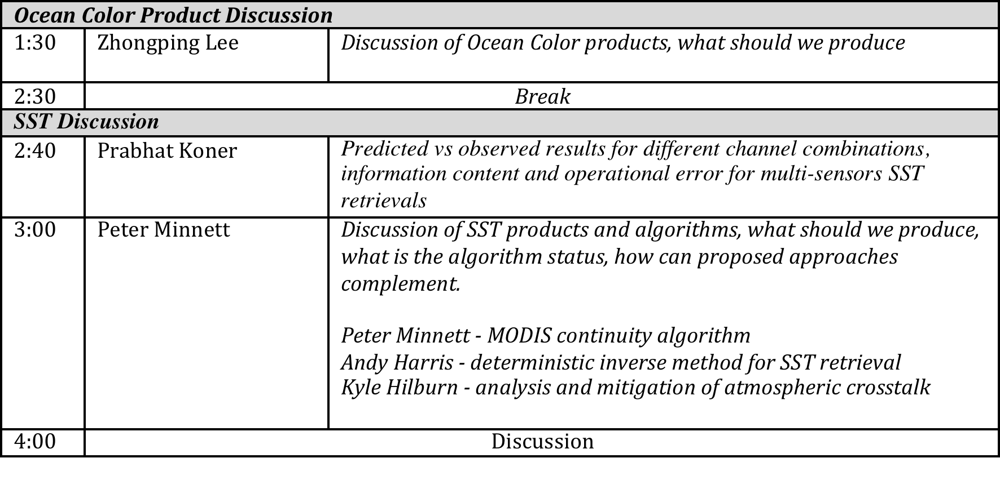 Ocean Color Product Discussion
1:30 Zhongping Lee Discussion of Ocean Color products, what should we produce
2:30 Break
SST Discussion
2:40 Prabhat Koner Predicted vs observed results for different channel combinations,
information content and operational error for multi-sensors SST
retrievals
3:00 Peter Minnett Discussion of SST products and algorithms, what should we produce,
what is the algorithm status, how can proposed approaches
complement.
Peter Minnett - MODIS continuity algorithm
Andy Harris - deterministic inverse method for SST retrieval
Kyle Hilburn - analysis and mitigation of atmospheric crosstalk
4:00 Discussion